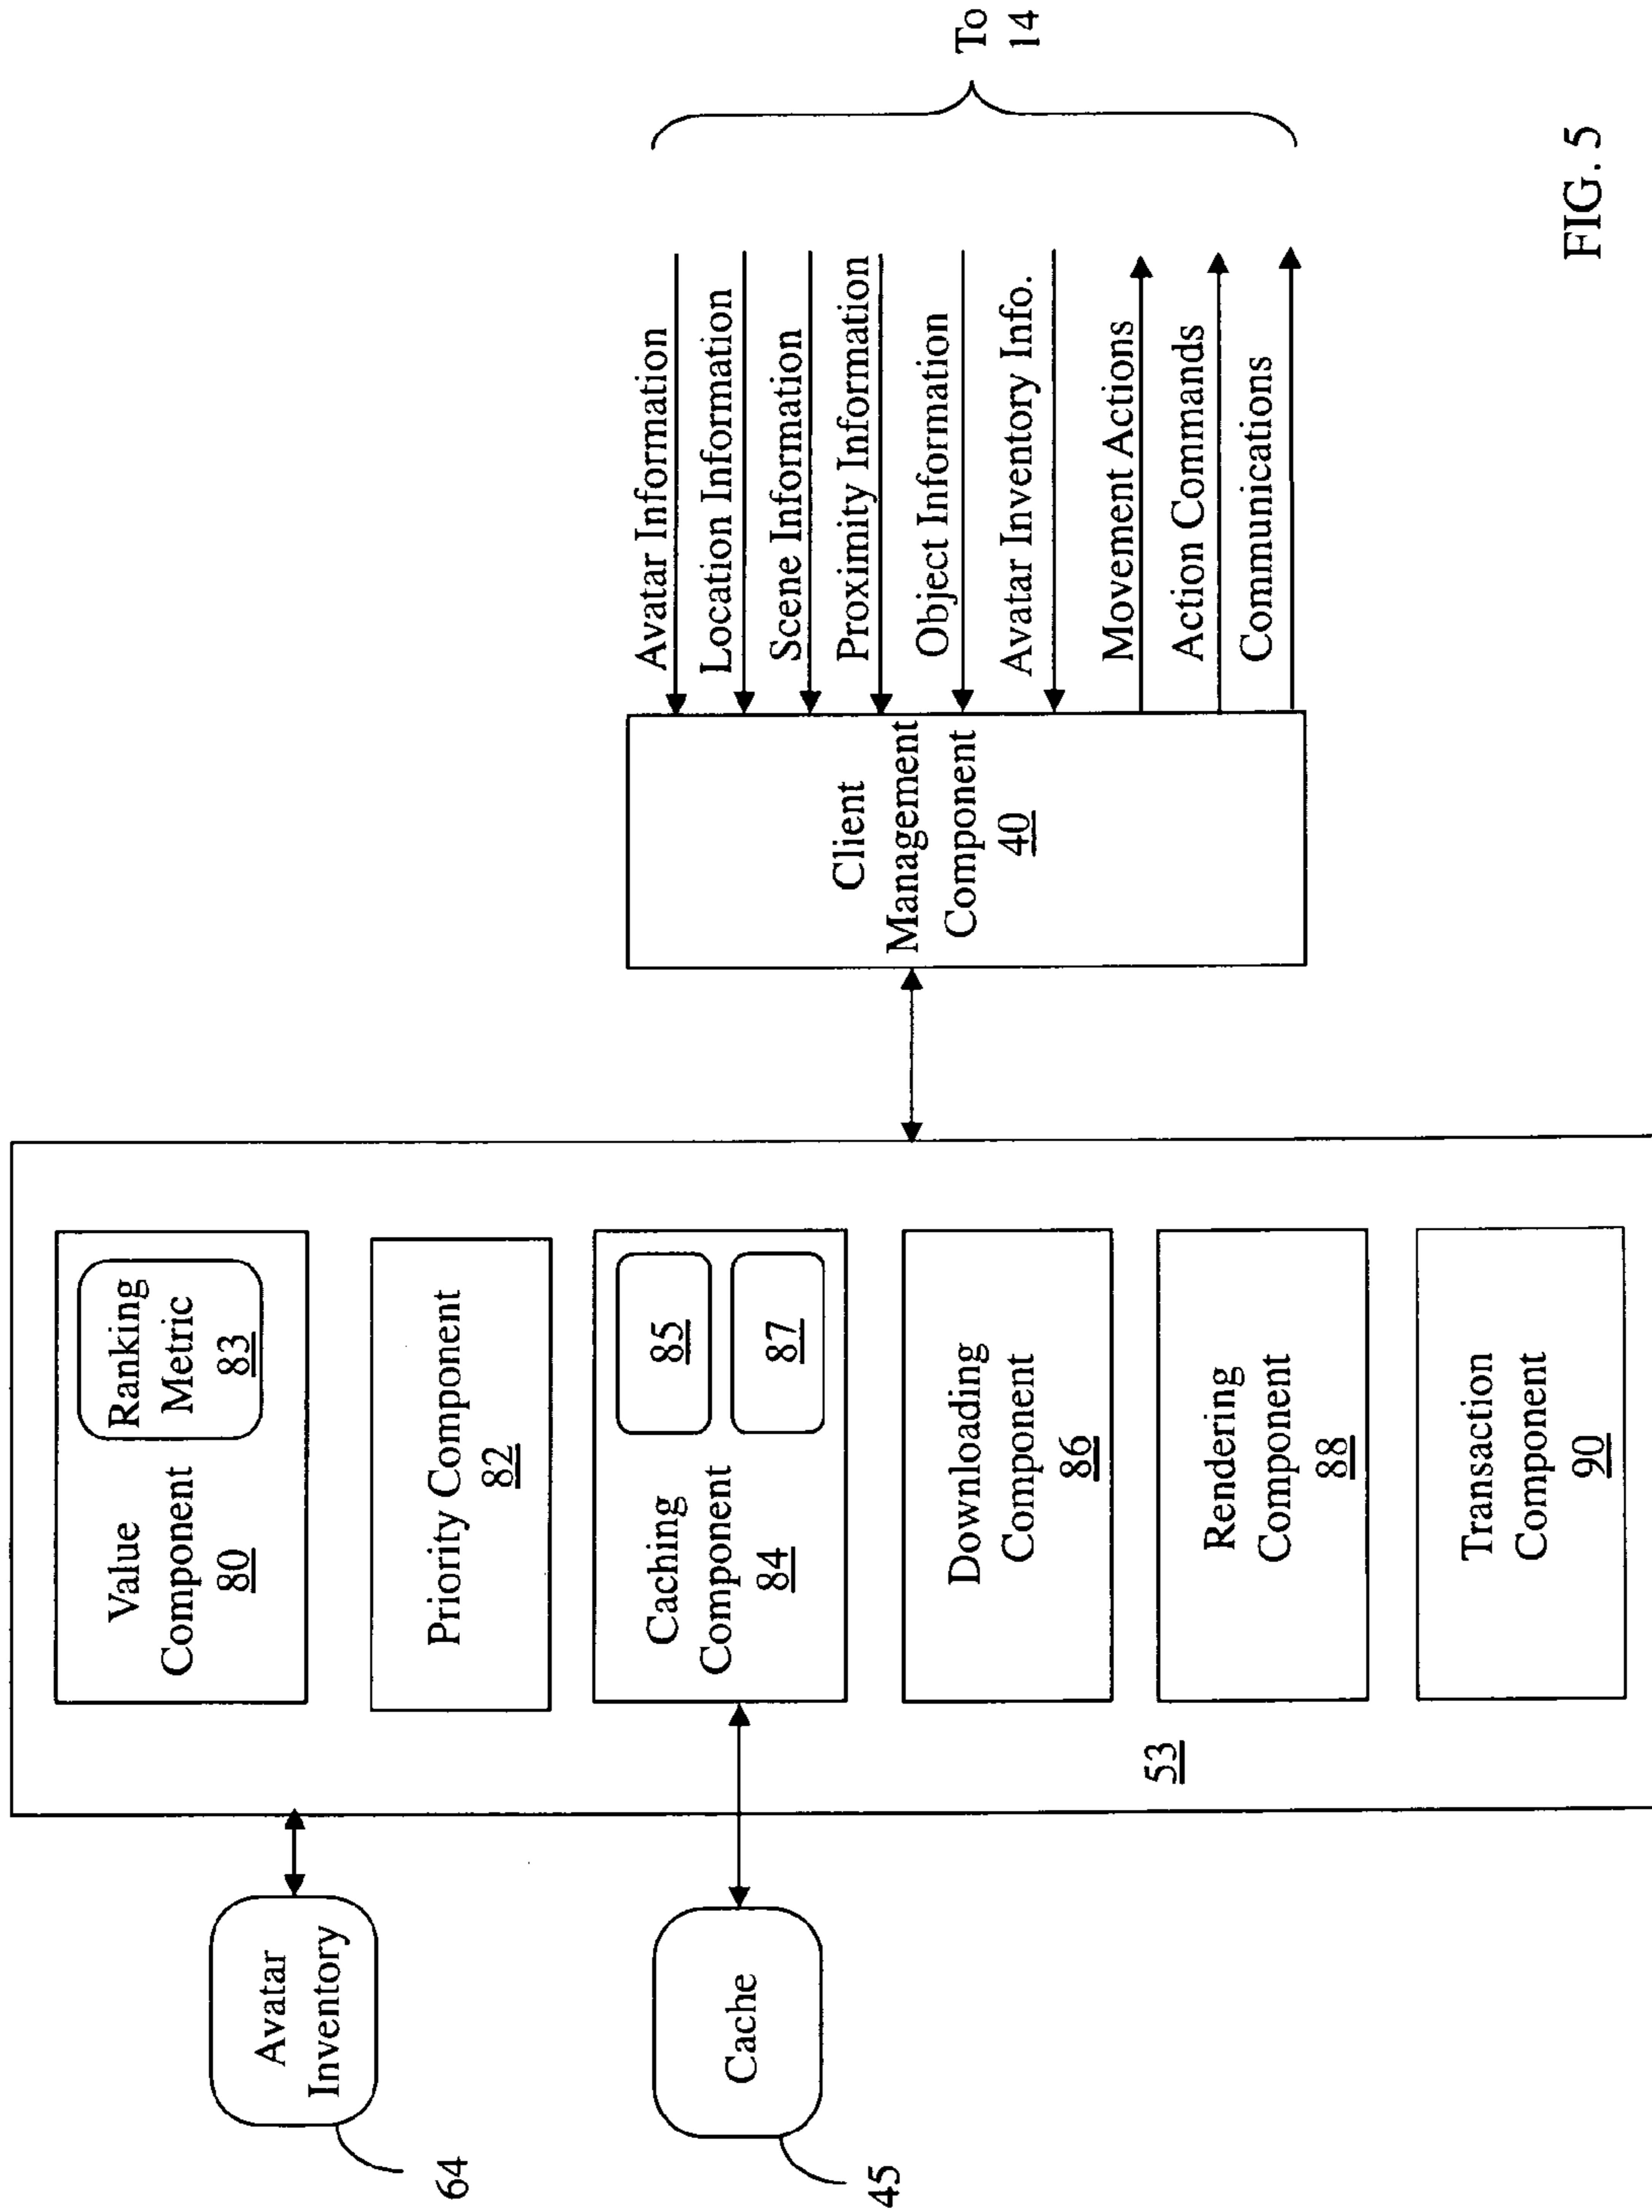 Avatar
Inventory
64
Cache
45
Value
Component
80
Ranking
Metric
83
Priority Component
82
Caching
Component
84
85
87
Downloading
Component
86
Rendering
Component
88
Transaction
Component
90
53
Client
Management
Component
40
Avatar Information
Location Information
Scene Information
Proximity Information
Object Information
Avatar Inventory Info.
Movement Actions
Action Commands
Communications
To
14
FIG. 5